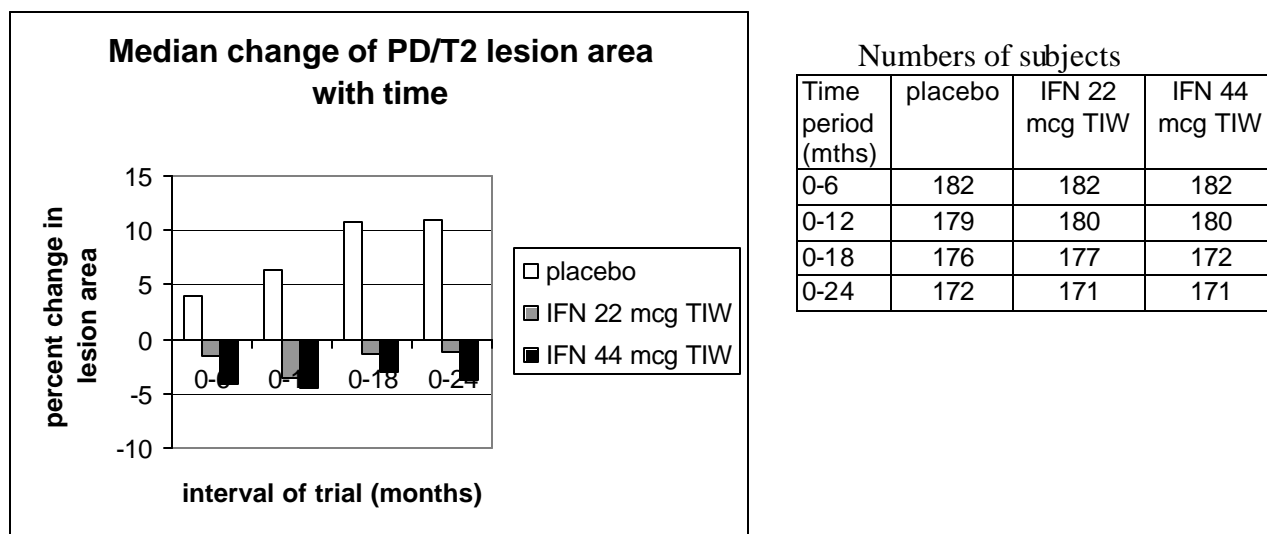 Median change of PD/T2 lesion area
with time
percent change in
lesion area
15
10
5
0
-5
-10
0-6
0-18
0-24
interval of trial (months)
placebo
IFN 22 mcg TIW
IFN 44 mcg TIW
Numbers of subjects
Time period (mths) placebo IFN 22 mcg TIW IFN 44 mcg TIW
0-6 182 182 182
0-12 179 180 180
0-18 176 177 172
0-24 172 171 171